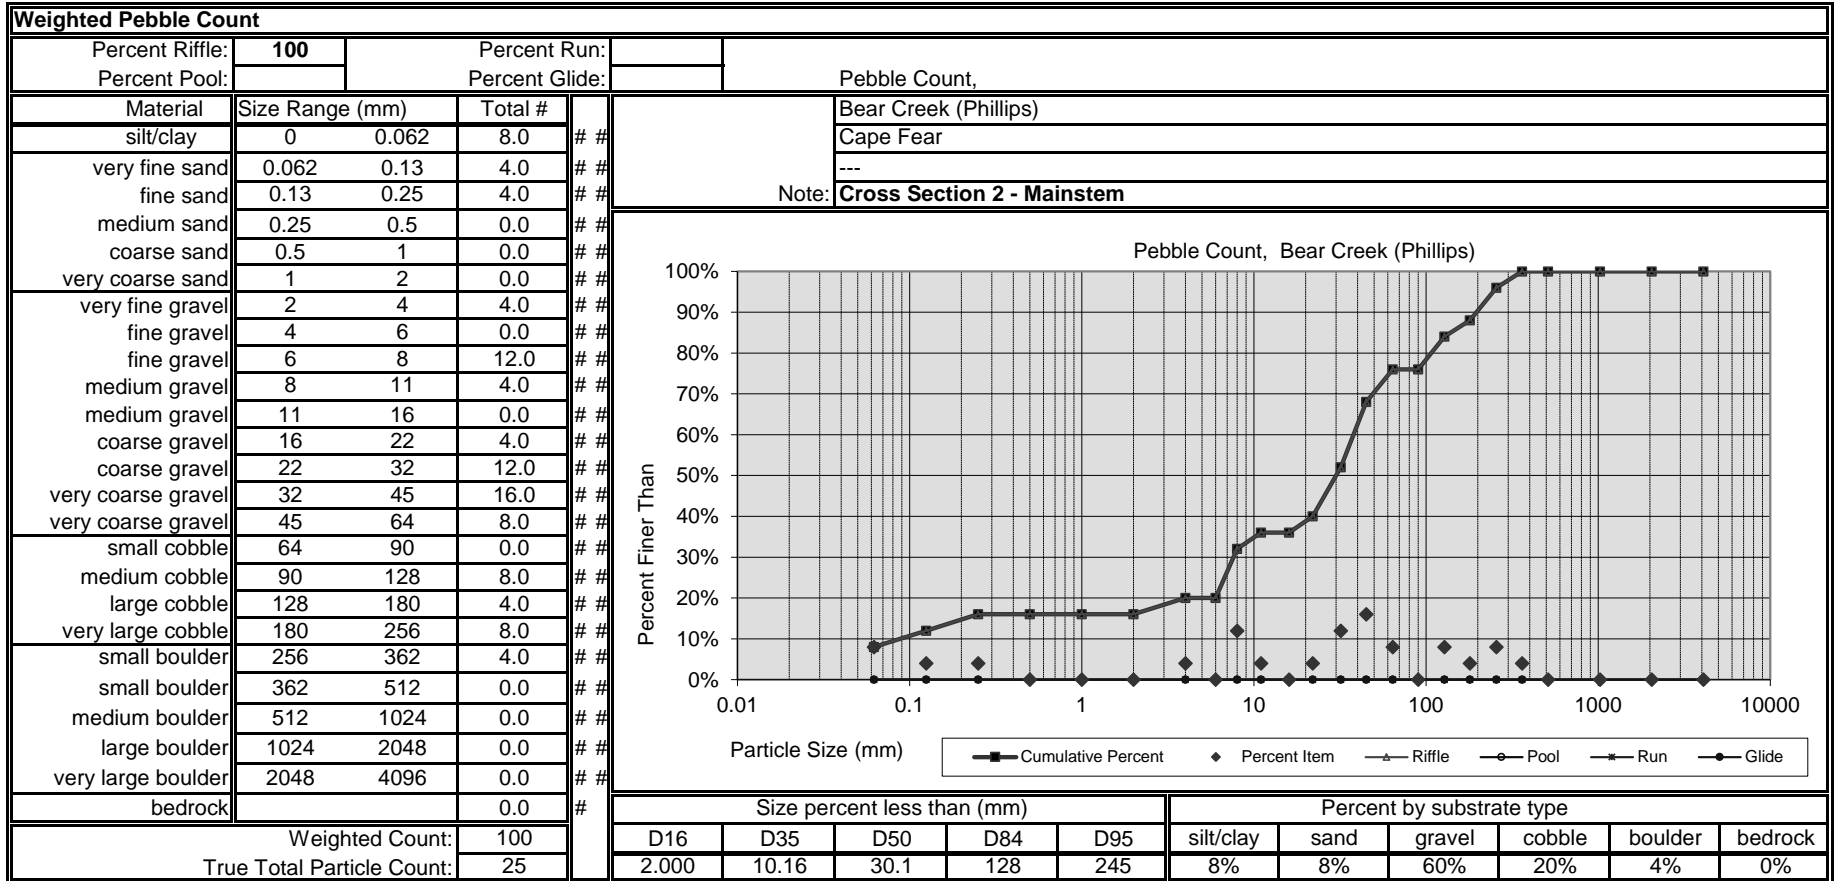 Weighted Pebble Count
Percent Riffle: 100 Percent Run:
Percent Pool: Percent Glide: Pebble Count,
Material Size Range (mm) Total # Bear Creek (Phillips)
silt/clay 0 0.062 8.0 # # Cape Fear
very fine sand 0.062 0.13 4.0 # # ---
fine sand 0.13 0.25 4.0 # # Note: Cross Section 2 - Mainstem
medium sand 0.25 0.5 0.0 # #
coarse sand 0.5 1 0.0 # #
very coarse sand 1 2 0.0 # #
very fine gravel 2 4 4.0 # #
fine gravel 4 6 0.0 # #
fine gravel 6 8 12.0 # #
medium gravel 8 11 4.0 # #
medium gravel 11 16 0.0 # #
coarse gravel 16 22 4.0 # #
coarse gravel 22 32 12.0 # #
very coarse gravel 32 45 16.0 # #
very coarse gravel 45 64 8.0 # #
small cobble 64 90 0.0 # #
medium cobble 90 128 8.0 # #
large cobble 128 180 4.0 # #
very large cobble 180 256 8.0 # #
small boulder 256 362 4.0 # #
small boulder 362 512 0.0 # #
medium boulder 512 1024 0.0 # #
large boulder 1024 2048 0.0 # #
very large boulder 2048 4096 0.0 # #
bedrock 0.0 #
Weighted Count: 100
True Total Particle Count: 25
Pebble Count, Bear Creek (Phillips)
100%
90%
80%
70%
60%
50%
40%
30%
20%
10%
0%
Percent Finer Than
0.01 0.1 1 10 100 1000 10000
Particle Size (mm)
Cumulative Percent Percent Item Riffle Pool Run Glide
Size percent less than (mm) Percent by substrate type
D16 D35 D50 D84 D95 silt/clay sand gravel cobble boulder bedrock
2.000 10.16 30.1 128 245 8% 8% 60% 20% 4% 0%